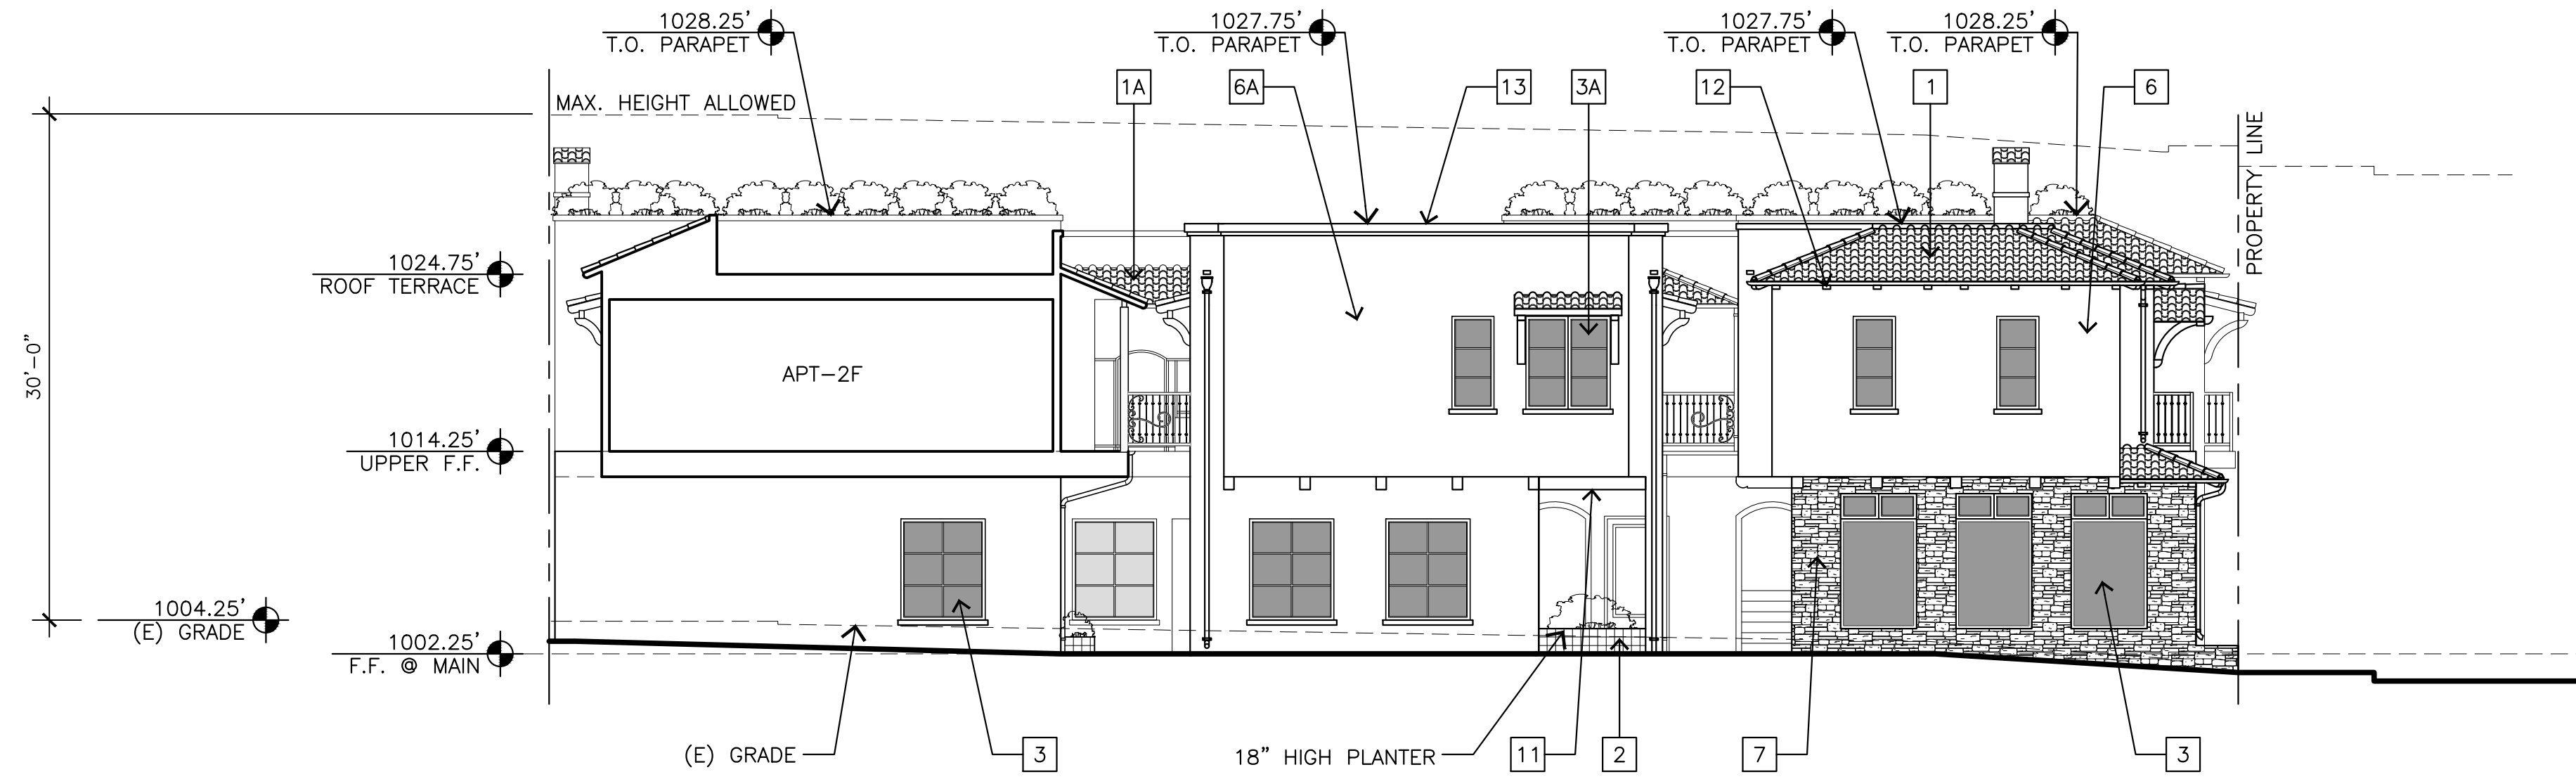 1028.25'
T.O. PARAPET
1027.75'
T.O. PARAPET
1027.75'
T.O. PARAPET
1028.25'
T.O. PARAPET
1A
6A
13
3A
12
1
6
MAX. HEIGHT ALLOWED
PROPERTY LINE
1024.75'
ROOF TERRACE
30'-0"
APT-2F
1014.25'
UPPER F.F.
1004.25'
(E) GRADE
1002.25'
F.F. @ MAIN
(E) GRADE
3
18" HIGH PLANTER
11
2
7
3